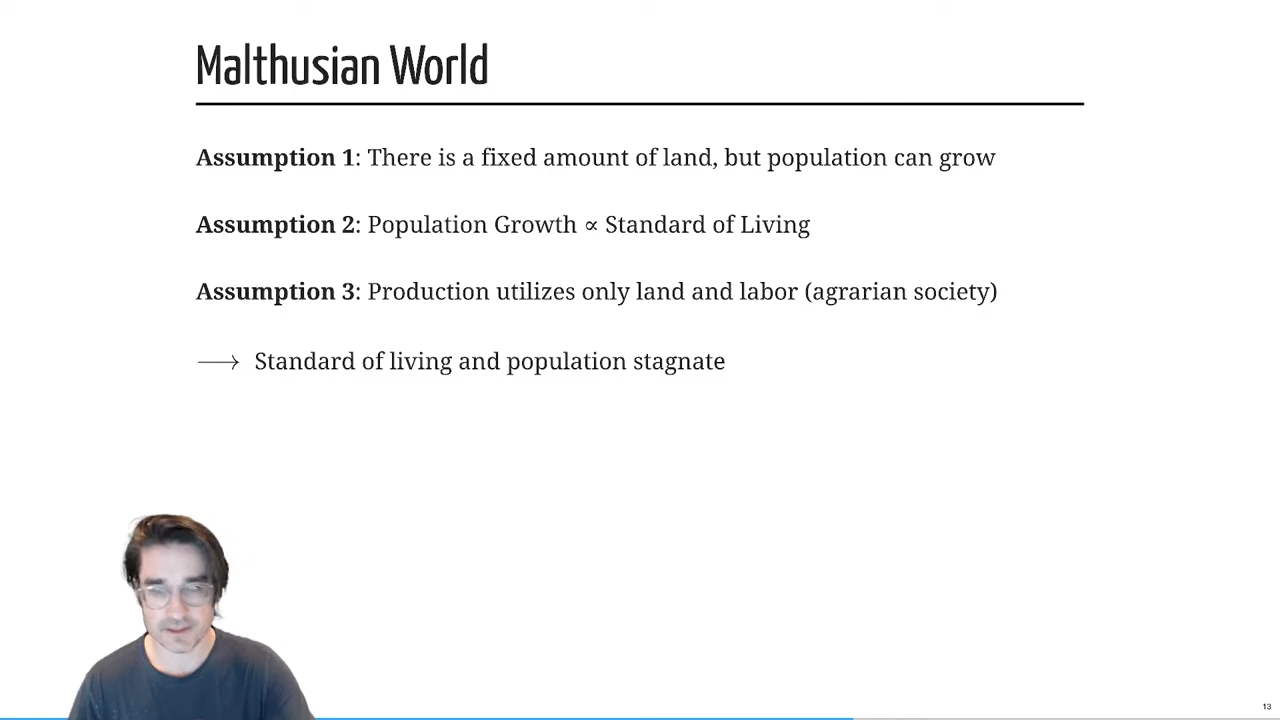 Malthusian World
Assumption 1: There is a fixed amount of land, but population can grow
Assumption 2: Population Growth ∝ Standard of Living
Assumption 3: Production utilizes only land and labor (agrarian society)
⟶ Standard of living and population stagnate
13